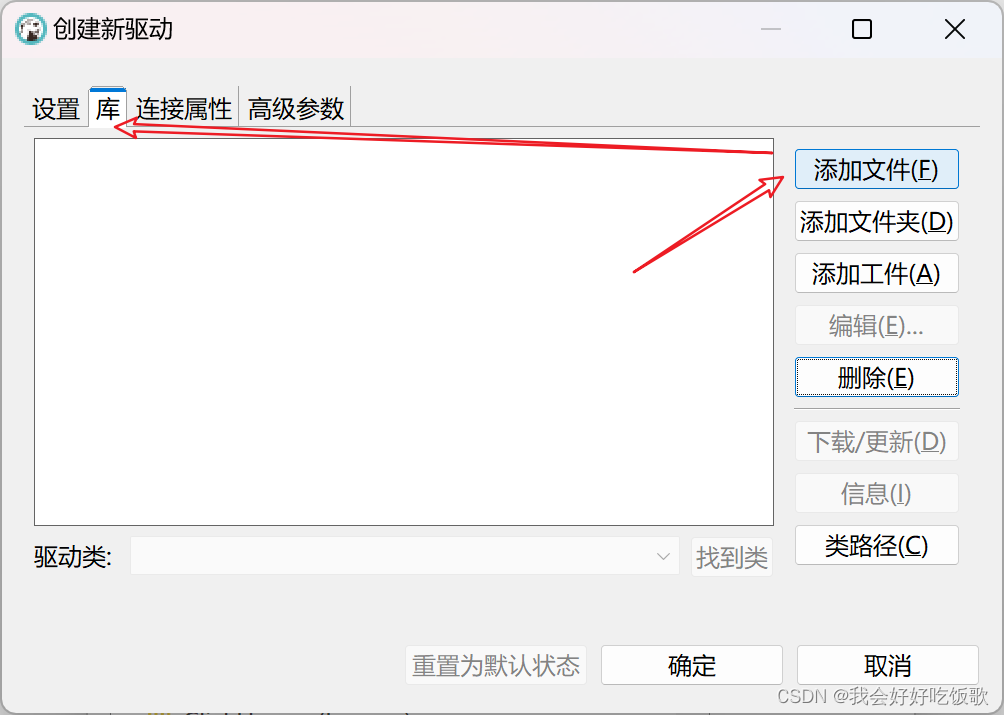 创建新驱动
设置 库 连接属性 高级参数
添加文件(F)
添加文件夹(D)
添加工件(A)
编辑(E)...
删除(E)
下载/更新(D)
信息(I)
类路径(C)
驱动类: 找到类
重置为默认状态 确定 取消
CSDN @我会好好吃饭歌